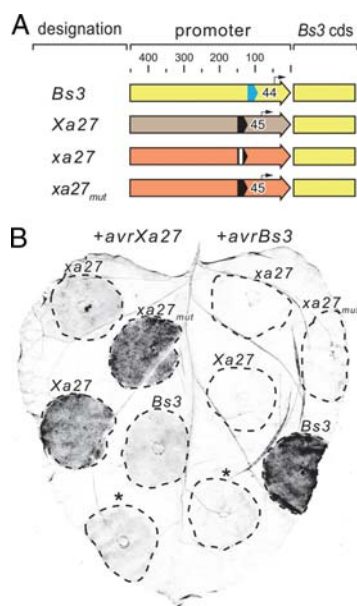 A
designation promoter Bs3 cds
400 300 200 100
Bs3 44
Xa27 45
xa27
xa27mut 45
B
+avrXa27 +avrBs3
xa27 xa27
xa27mut xa27mut
Xa27 Xa27
Bs3 Bs3
* *